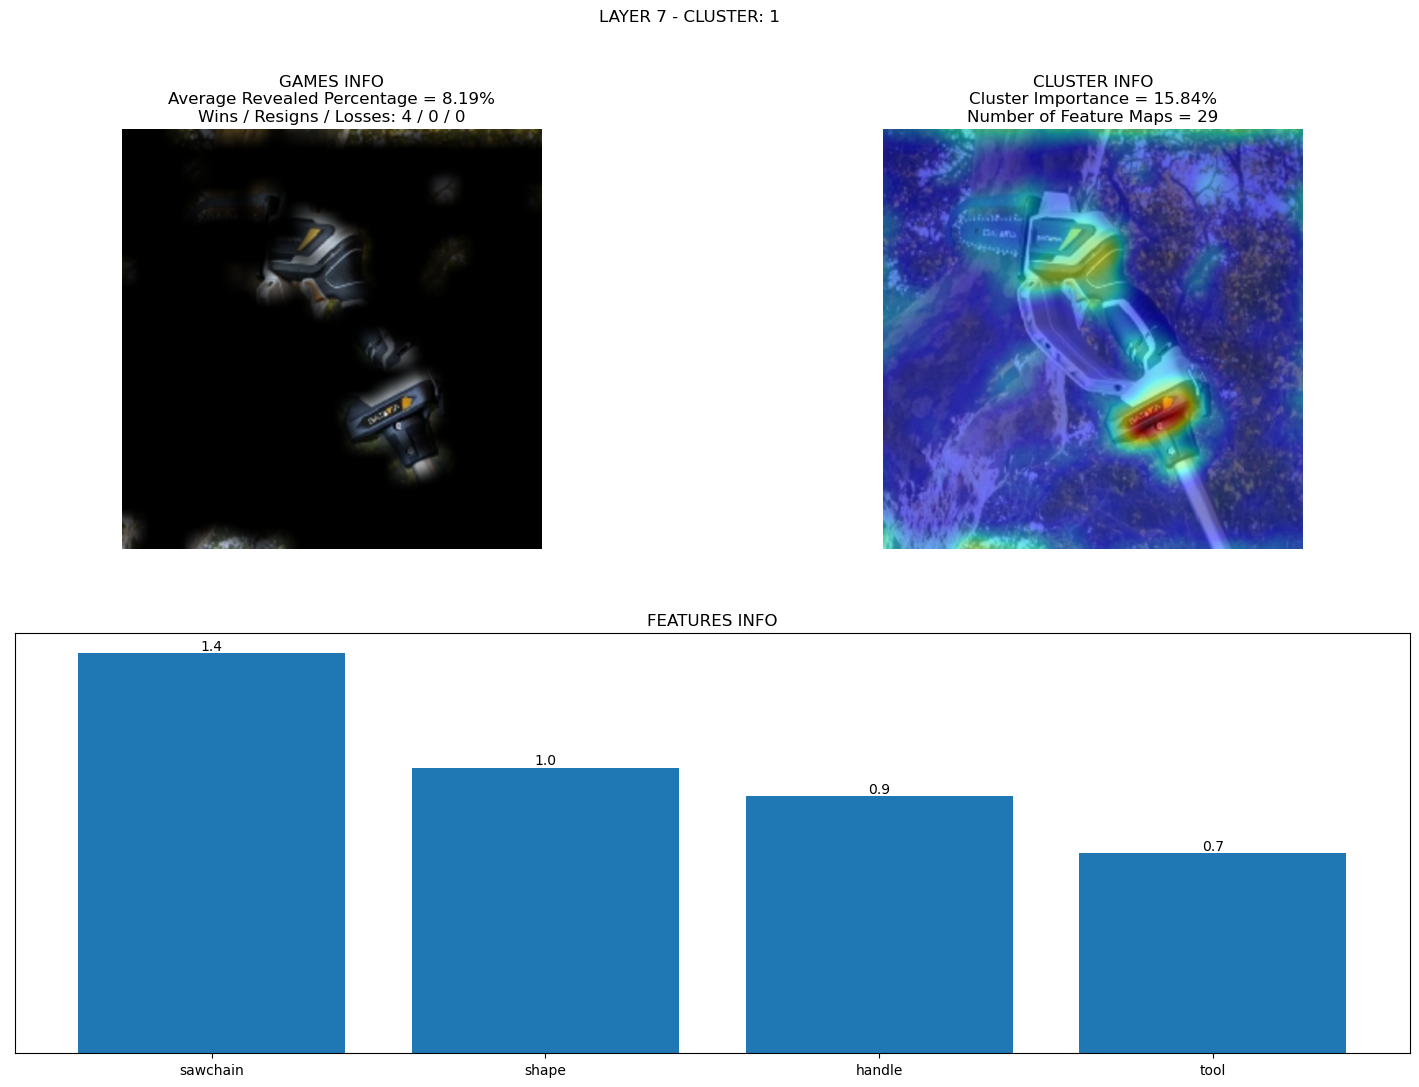 LAYER 7 - CLUSTER: 1
GAMES INFO
Average Revealed Percentage = 8.19%
Wins / Resigns / Losses: 4 / 0 / 0
CLUSTER INFO
Cluster Importance = 15.84%
Number of Feature Maps = 29
FEATURES INFO
1.4
1.0
0.9
0.7
sawchain
shape
handle
tool